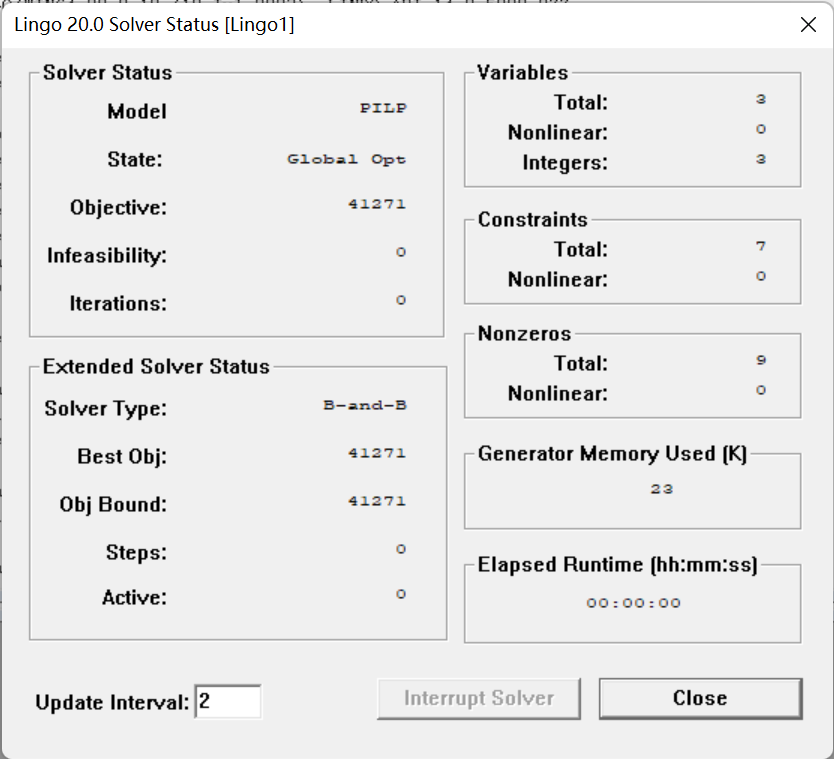 Lingo 20.0 Solver Status [Lingo1]
Solver Status
Model PILP
State: Global Opt
Objective: 41271
Infeasibility: 0
Iterations: 0
Extended Solver Status
Solver Type: B-and-B
Best Obj: 41271
Obj Bound: 41271
Steps: 0
Active: 0
Variables
Total: 3
Nonlinear: 0
Integers: 3
Constraints
Total: 7
Nonlinear: 0
Nonzeros
Total: 9
Nonlinear: 0
Generator Memory Used (K)
23
Elapsed Runtime (hh:mm:ss)
00:00:00
Update Interval: 2
Interrupt Solver
Close